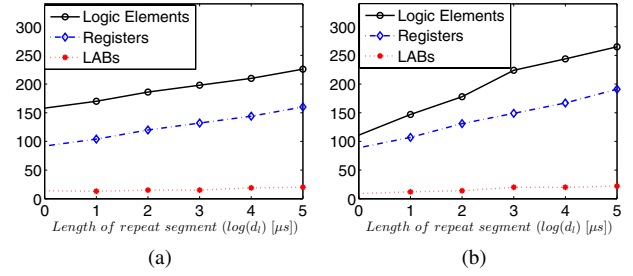 300
250
200
150
100
50
0
Logic Elements
Registers
LABs
0 1 2 3 4 5
Length of repeat segment (log(d_l) [μs])
(a)
300
250
200
150
100
50
0
Logic Elements
Registers
LABs
0 1 2 3 4 5
Length of repeat segment (log(d_l) [μs])
(b)